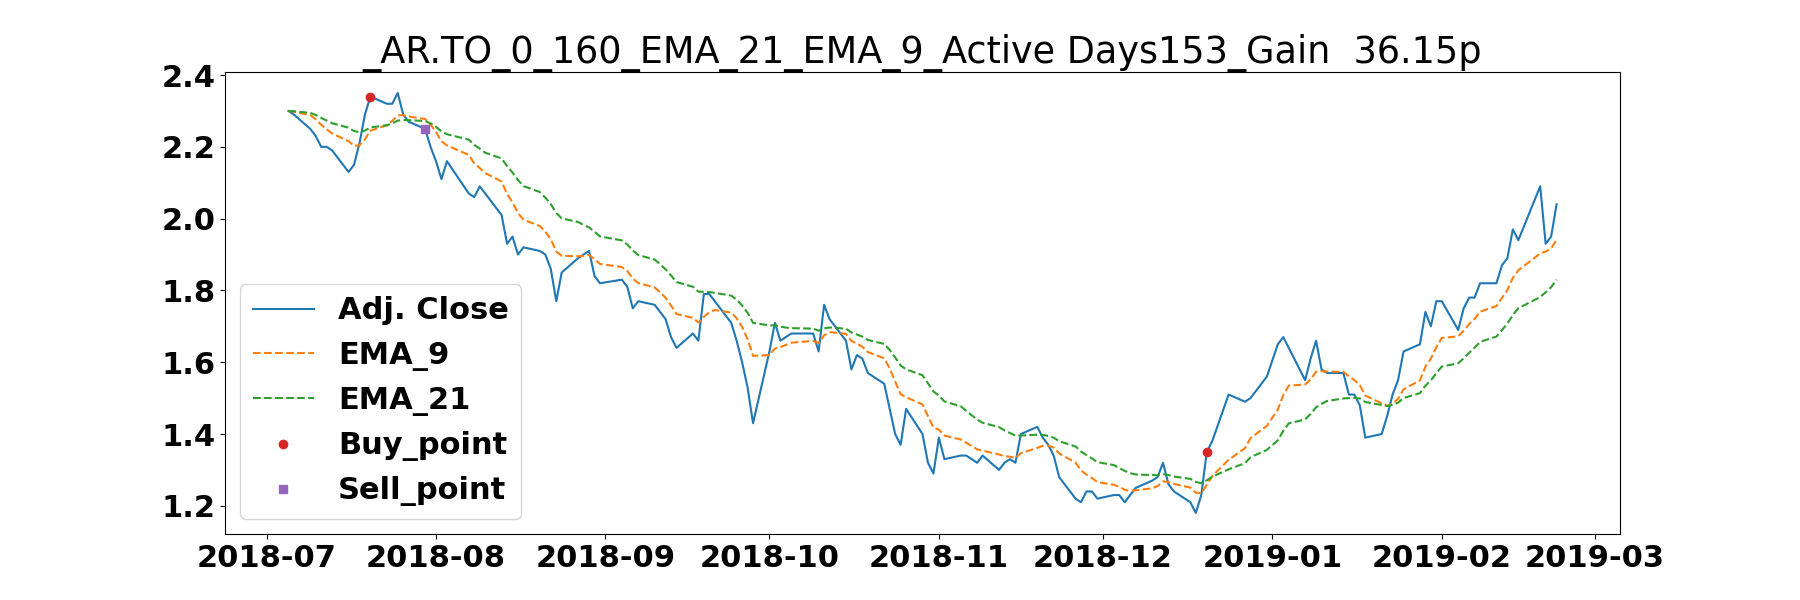 _AR.TO_0_160_EMA_21_EMA_9_Active Days153_Gain  36.15p
2.4
2.2
2.0
1.8
1.6
1.4
1.2
Adj. Close
EMA_9
EMA_21
Buy_point
Sell_point
2018-07 2018-08 2018-09 2018-10 2018-11 2018-12 2019-01 2019-02 2019-03